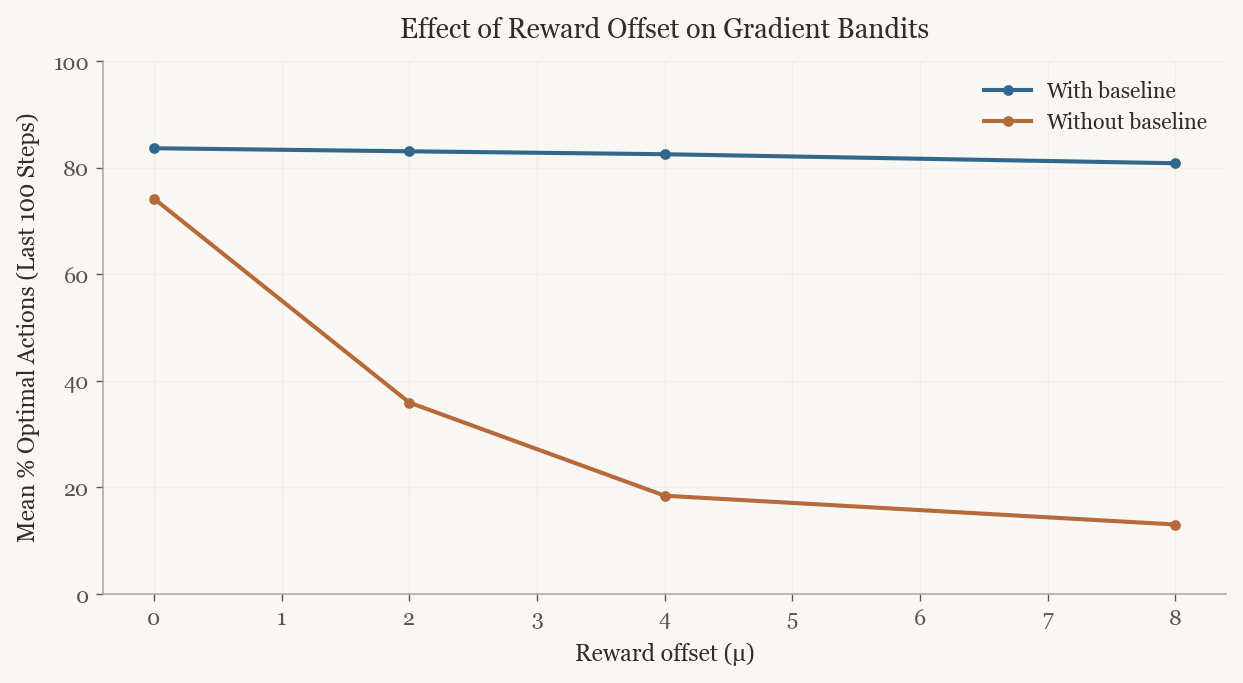 Effect of Reward Offset on Gradient Bandits
With baseline
Without baseline
Mean % Optimal Actions (Last 100 Steps)
100
80
60
40
20
0
0 1 2 3 4 5 6 7 8
Reward offset (μ)